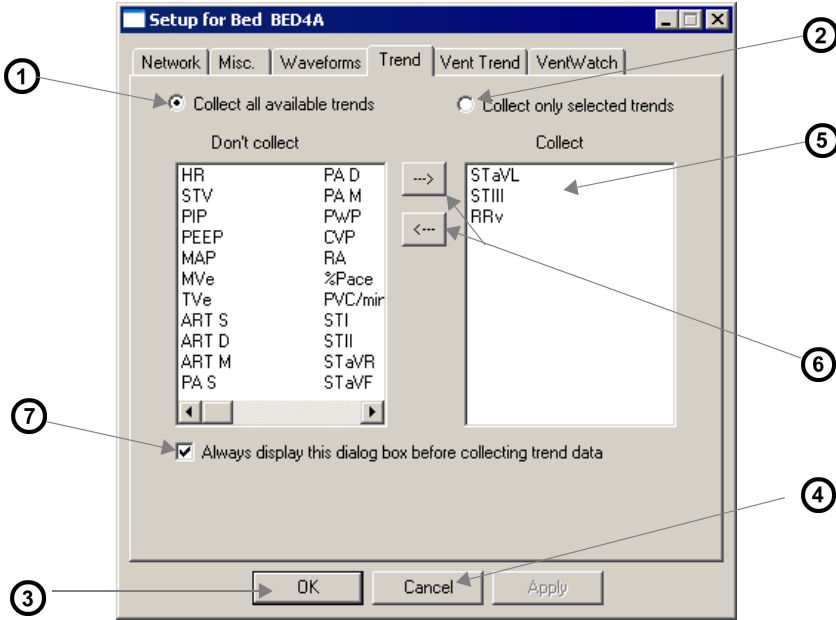 Setup for Bed BED4A
Network Misc. Waveforms Trend Vent Trend VentWatch
1
2
Collect all available trends
Collect only selected trends
Don't collect
Collect
5
HR PA D
STV PA M
PIP PWP
PEEP CVP
MAP RA
MVe %Pace
TVe PVC/min
ART S STI
ART D STII
ART M STaVR
PA S STaVF
--->
<---
STaVL
STIII
RRv
6
7
Always display this dialog box before collecting trend data
4
OK Cancel Apply
3